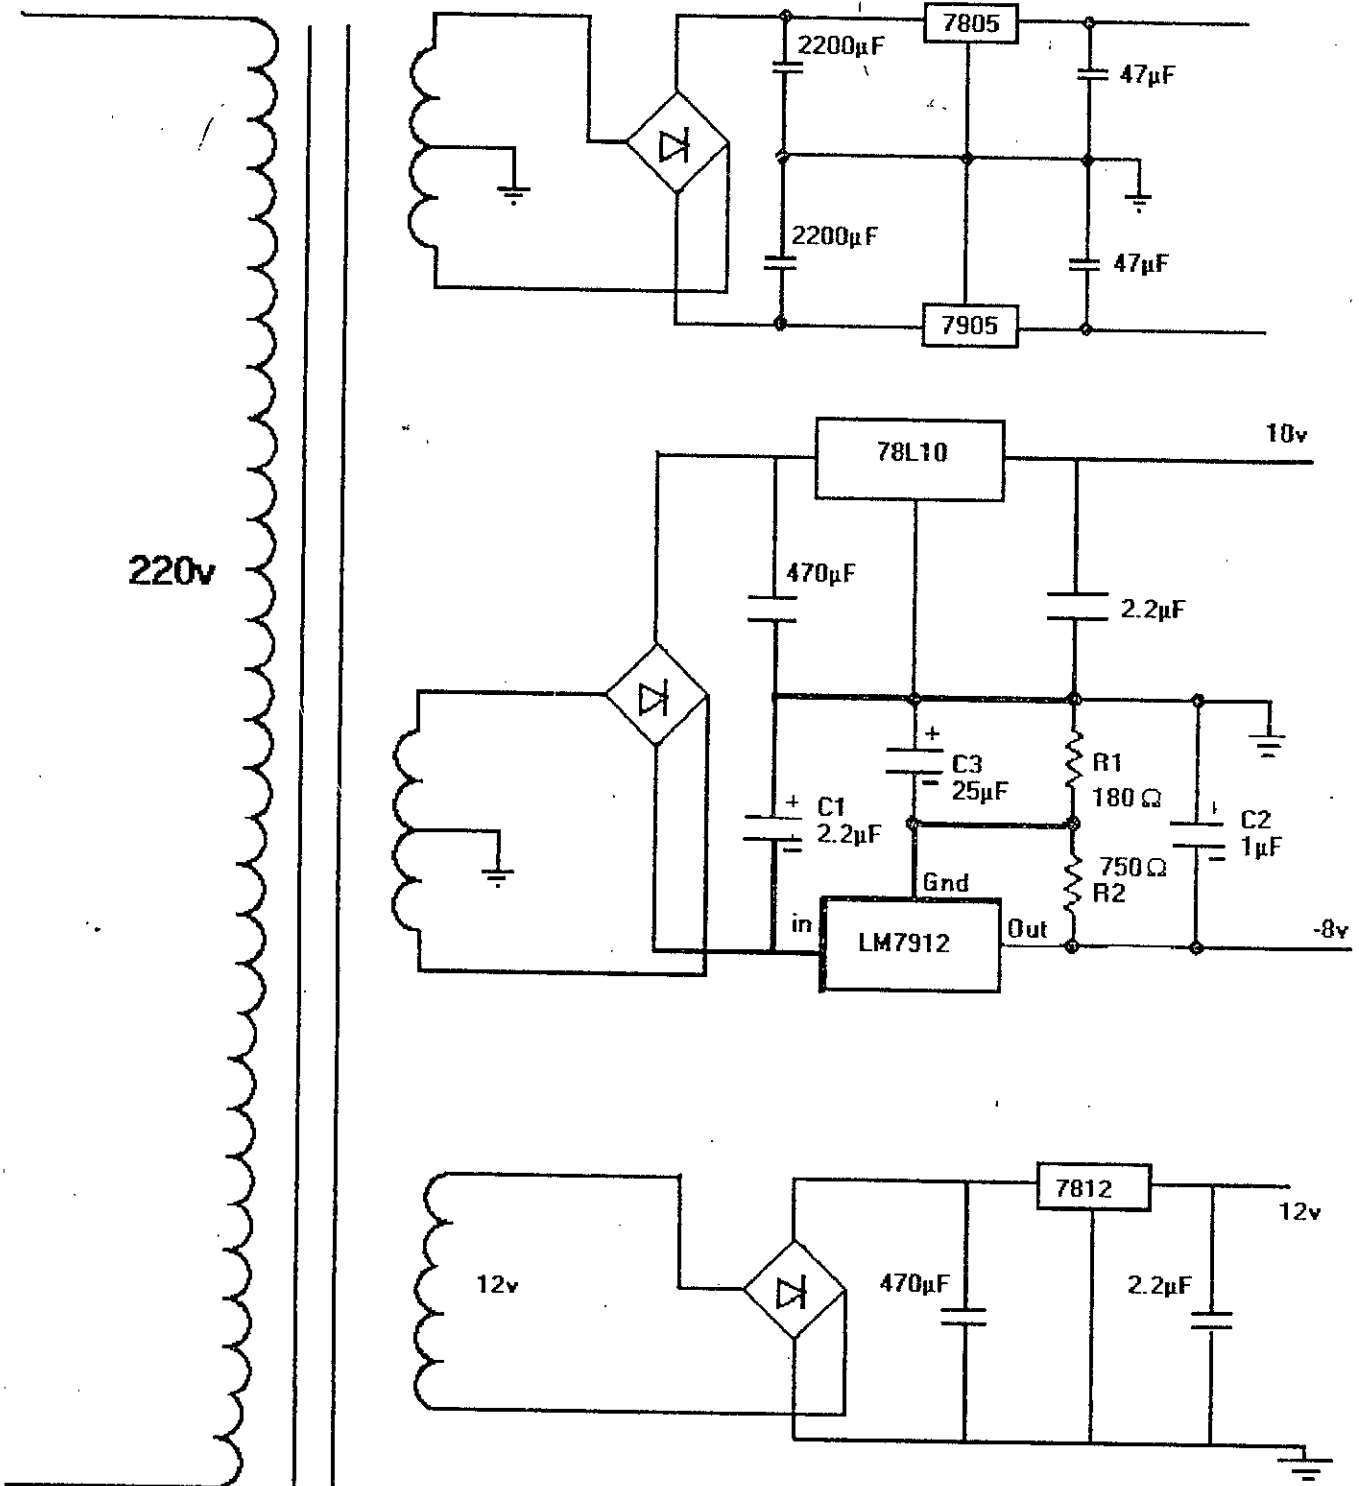 7805
2200µF
47µF
2200µF
47µF
7905
10v
78L10
220v
470µF
2.2µF
+
C3
25µF
R1
180 Ω
+
C1
2.2µF
C2
1µF
750 Ω
R2
Gnd
in
LM7912
Out
-8v
7812
12v
12v
470µF
2.2µF